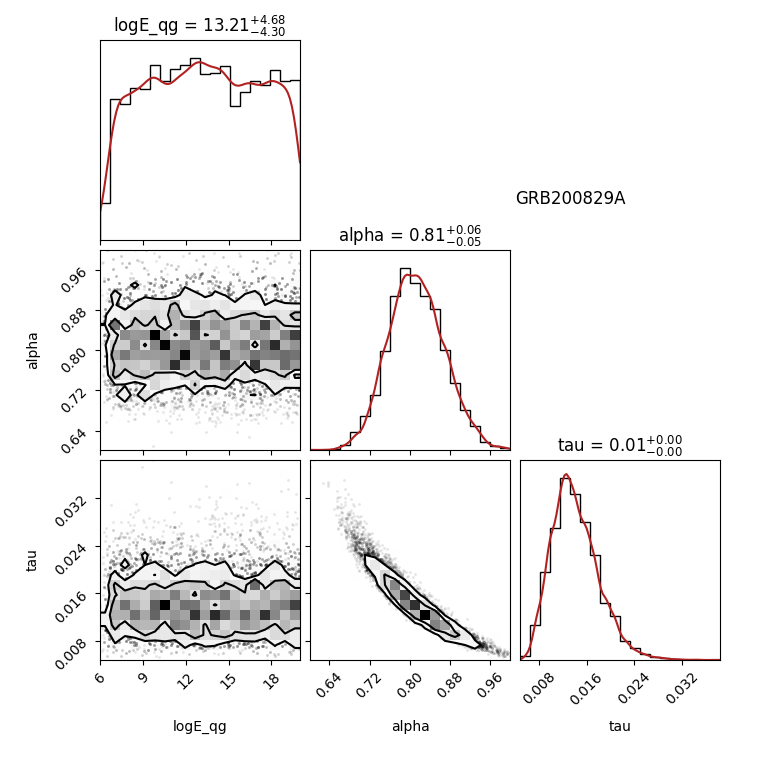 logE_qg = 13.21^{+4.68}_{-4.30}
GRB200829A
alpha = 0.81^{+0.06}_{-0.05}
0.96
0.88
0.80
0.72
0.64
alpha
tau = 0.01^{+0.00}_{-0.00}
0.032
0.024
0.016
0.008
tau
6 9 12 15 18
0.64 0.72 0.80 0.88 0.96
0.008 0.016 0.024 0.032
logE_qg alpha tau